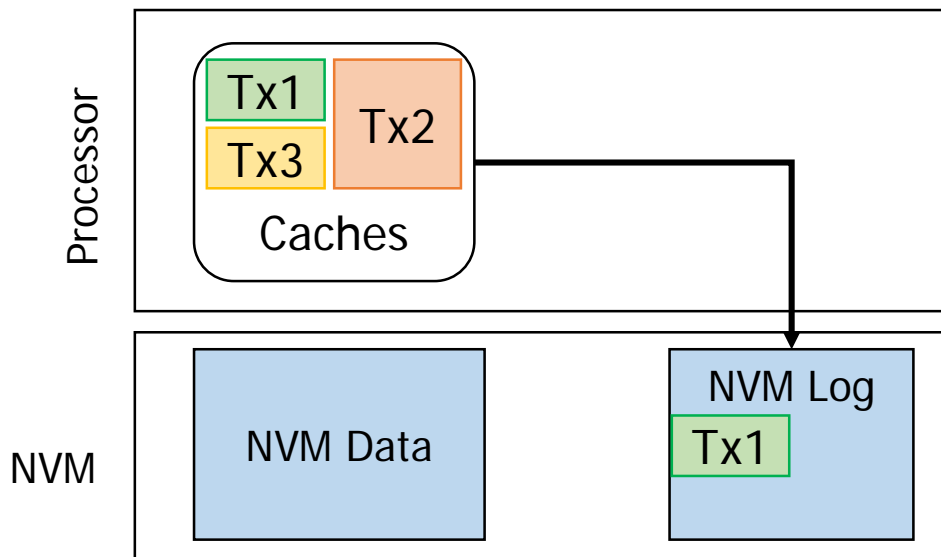 Processor
Tx1
Tx2
Tx3
Caches
NVM
NVM Data
NVM Log
Tx1